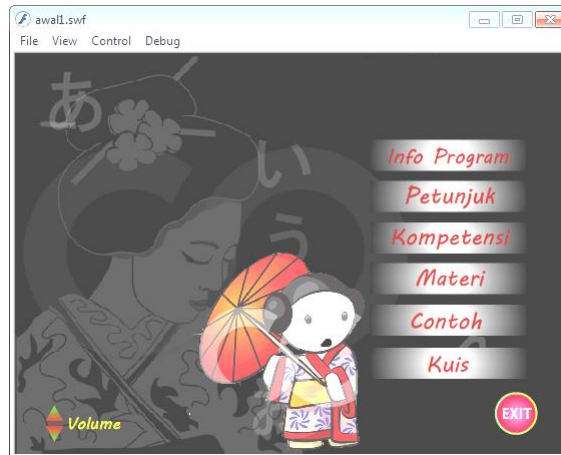 awal1.swf
File View Control Debug
あ
い
う
Info Program
Petunjuk
Kompetensi
Materi
Contoh
Kuis
Volume
EXIT